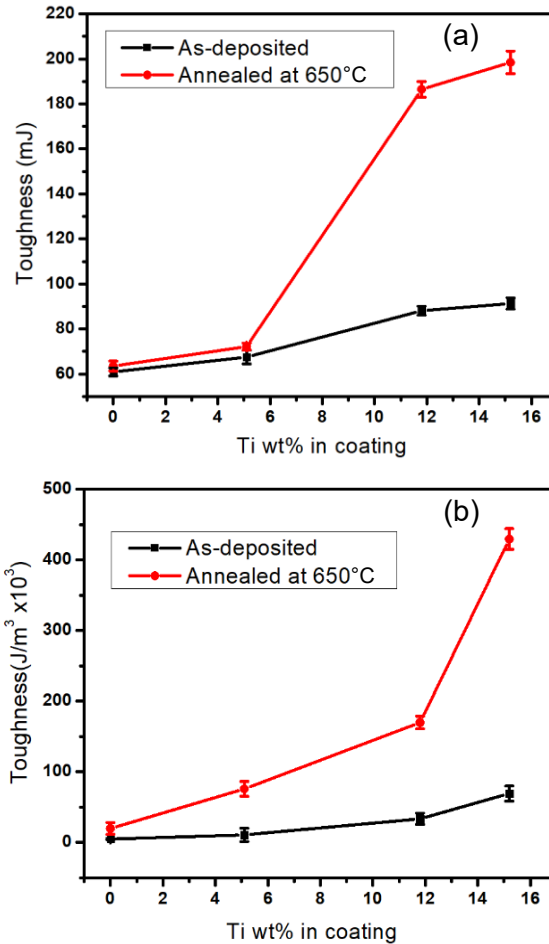 220
(a)
As-deposited
Annealed at 650°C
200
180
160
140
120
100
80
60
Toughness (mJ)
0 2 4 6 8 10 12 14 16
Ti wt% in coating
500
(b)
As-deposited
Annealed at 650°C
400
300
200
100
0
Toughness(J/m³ x10³)
0 2 4 6 8 10 12 14 16
Ti wt% in coating